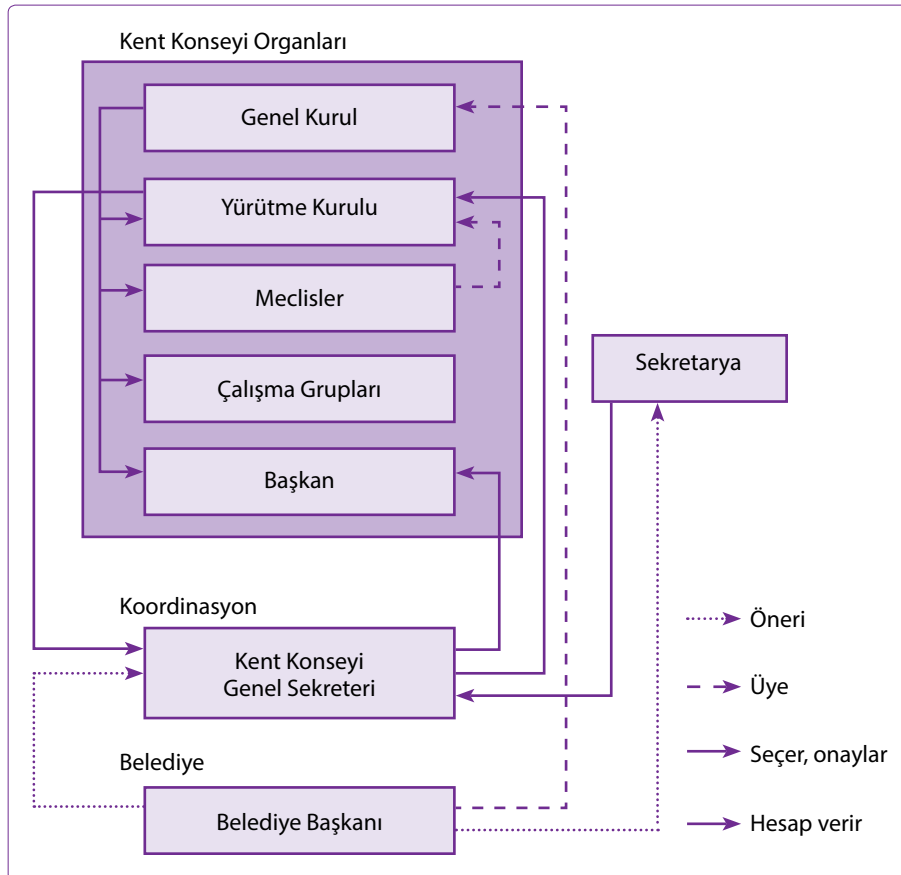 Kent Konseyi Organları
Genel Kurul
Yürütme Kurulu
Meclisler
Çalışma Grupları
Başkan
Sekretarya
Koordinasyon
Kent Konseyi
Genel Sekreteri
Belediye
Belediye Başkanı
Öneri
Üye
Seçer, onaylar
Hesap verir